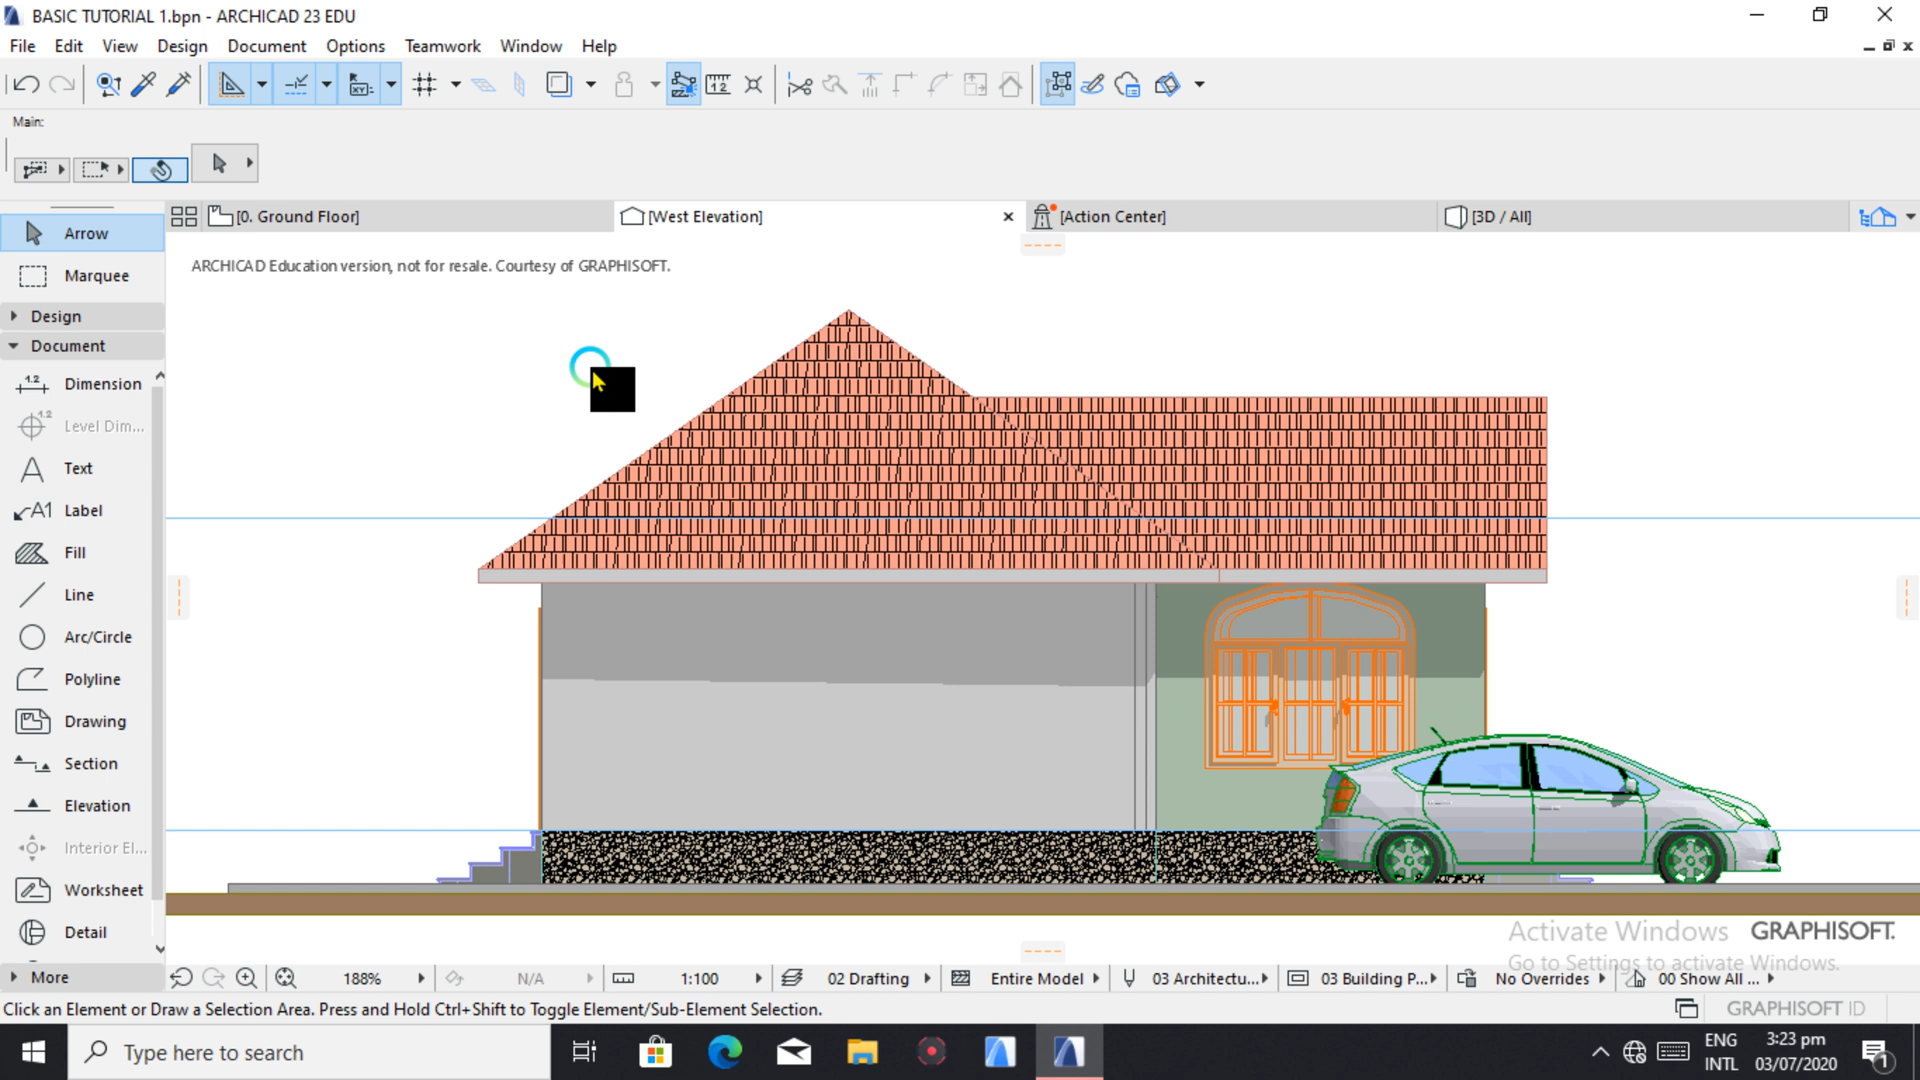 BASIC TUTORIAL 1.bpn - ARCHICAD 23 EDU
File Edit View Design Document Options Teamwork Window Help
Main:
[0. Ground Floor] [West Elevation] [Action Center] [3D / All]
ARCHICAD Education version, not for resale. Courtesy of GRAPHISOFT.
Arrow
Marquee
Design
Document
1.2 Dimension
1.2 Level Dim...
Text
A1 Label
Fill
Line
Arc/Circle
Polyline
Drawing
Section
Elevation
Interior El...
Worksheet
Detail
More
Activate Windows GRAPHISOFT.
Go to Settings to activate Windows.
188% N/A 1:100 02 Drafting Entire Model 03 Architectu... 03 Building P... No Overrides 00 Show All ...
Click an Element or Draw a Selection Area. Press and Hold Ctrl+Shift to Toggle Element/Sub-Element Selection.
GRAPHISOFT ID
Type here to search
ENG
INTL
3:23 pm
03/07/2020
1